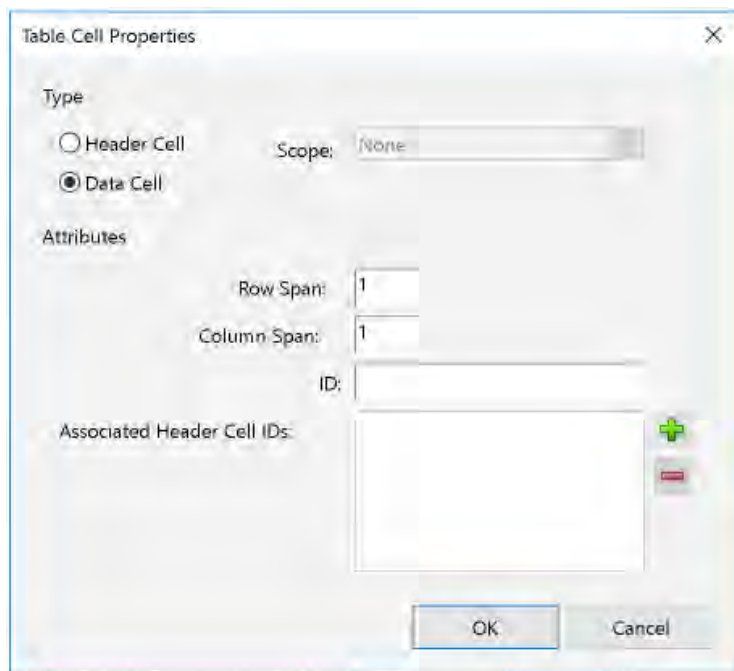 Table Cell Properties
Type
Header Cell
Scope: None
Data Cell
Attributes
Row Span: 1
Column Span: 1
ID:
Associated Header Cell IDs:
OK Cancel